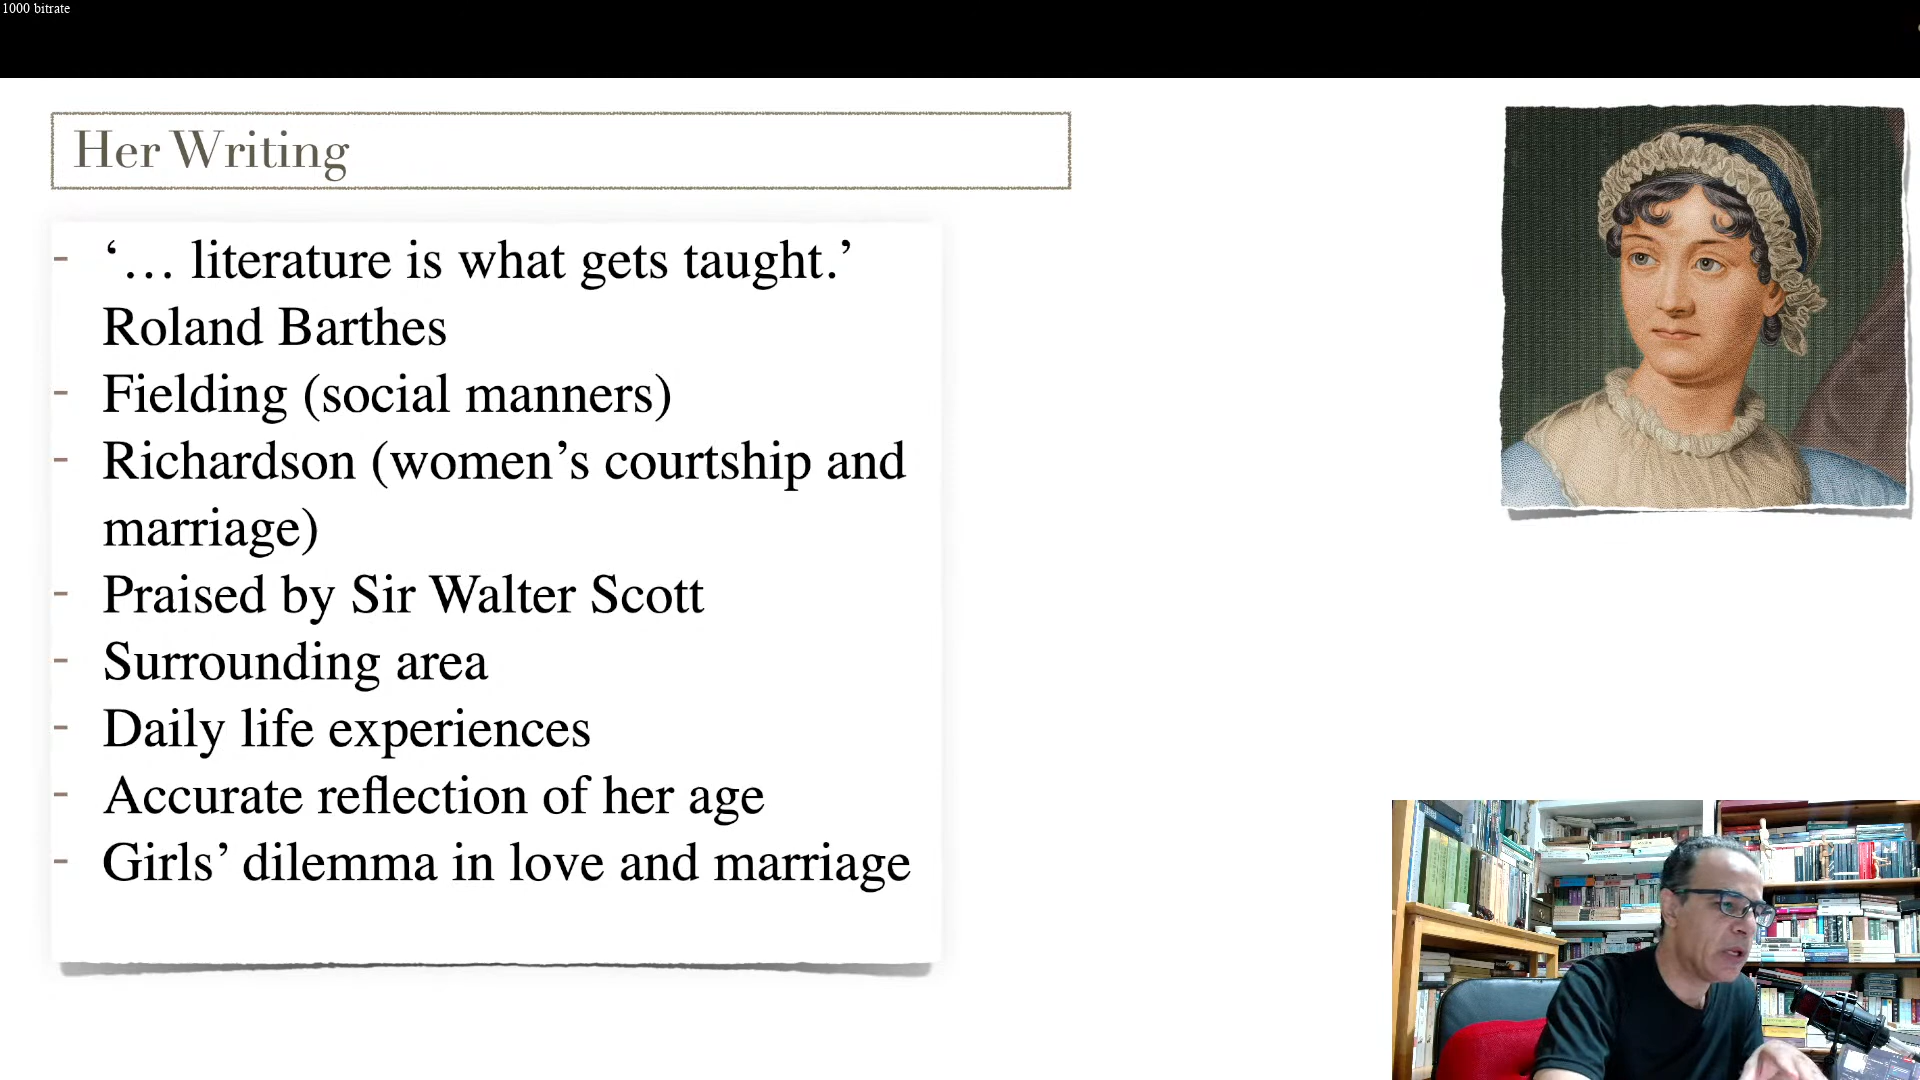 1000 bitrate
Her Writing
- ‘… literature is what gets taught.’
Roland Barthes
- Fielding (social manners)
- Richardson (women’s courtship and
marriage)
- Praised by Sir Walter Scott
- Surrounding area
- Daily life experiences
- Accurate reflection of her age
- Girls’ dilemma in love and marriage